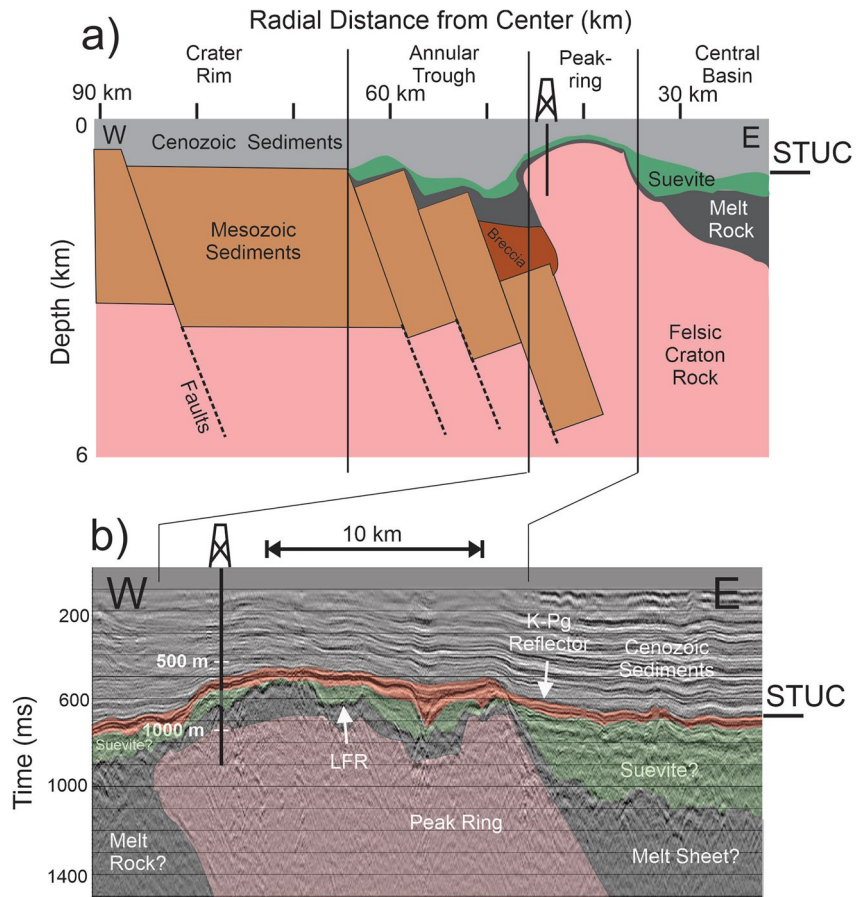 Radial Distance from Center (km)
a)
Crater
Rim
Annular
Trough
Peak-
ring
Central
Basin
90 km
60 km
30 km
0
W
E
Cenozoic Sediments
STUC
Suevite
Melt
Rock
Mesozoic
Sediments
Breccia
Depth (km)
Felsic
Craton
Rock
Faults
6
b)
10 km
W
E
200
K-Pg
Reflector
Cenozoic
Sediments
500 m
600
STUC
1000 m
Suevite?
LFR
Suevite?
Time (ms)
1000
Peak Ring
Melt
Rock?
Melt Sheet?
1400